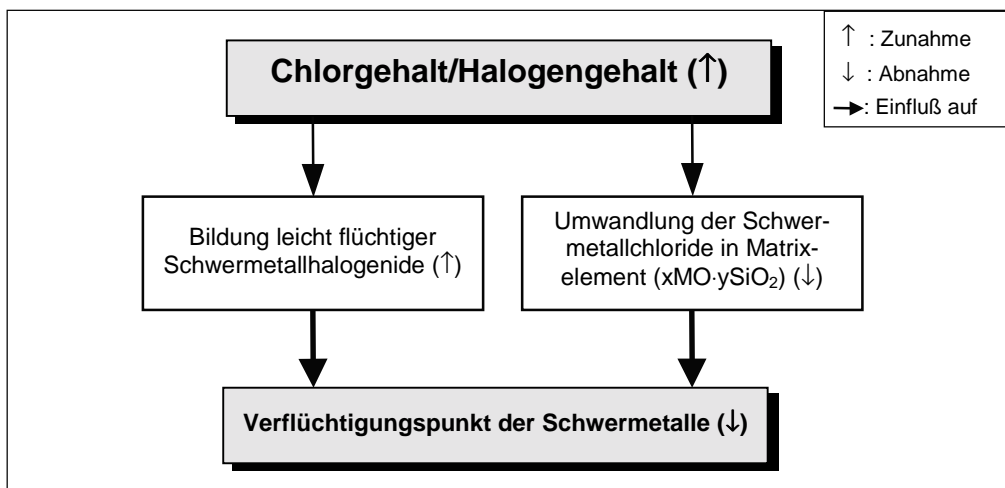 Chlorgehalt/Halogengehalt (↑)
↑ : Zunahme
↓ : Abnahme
→: Einfluß auf
Bildung leicht flüchtiger
Schwermetallhalogenide (↑)
Umwandlung der Schwer-
metallchloride in Matrix-
element (xMO·ySiO₂) (↓)
Verflüchtigungspunkt der Schwermetalle (↓)